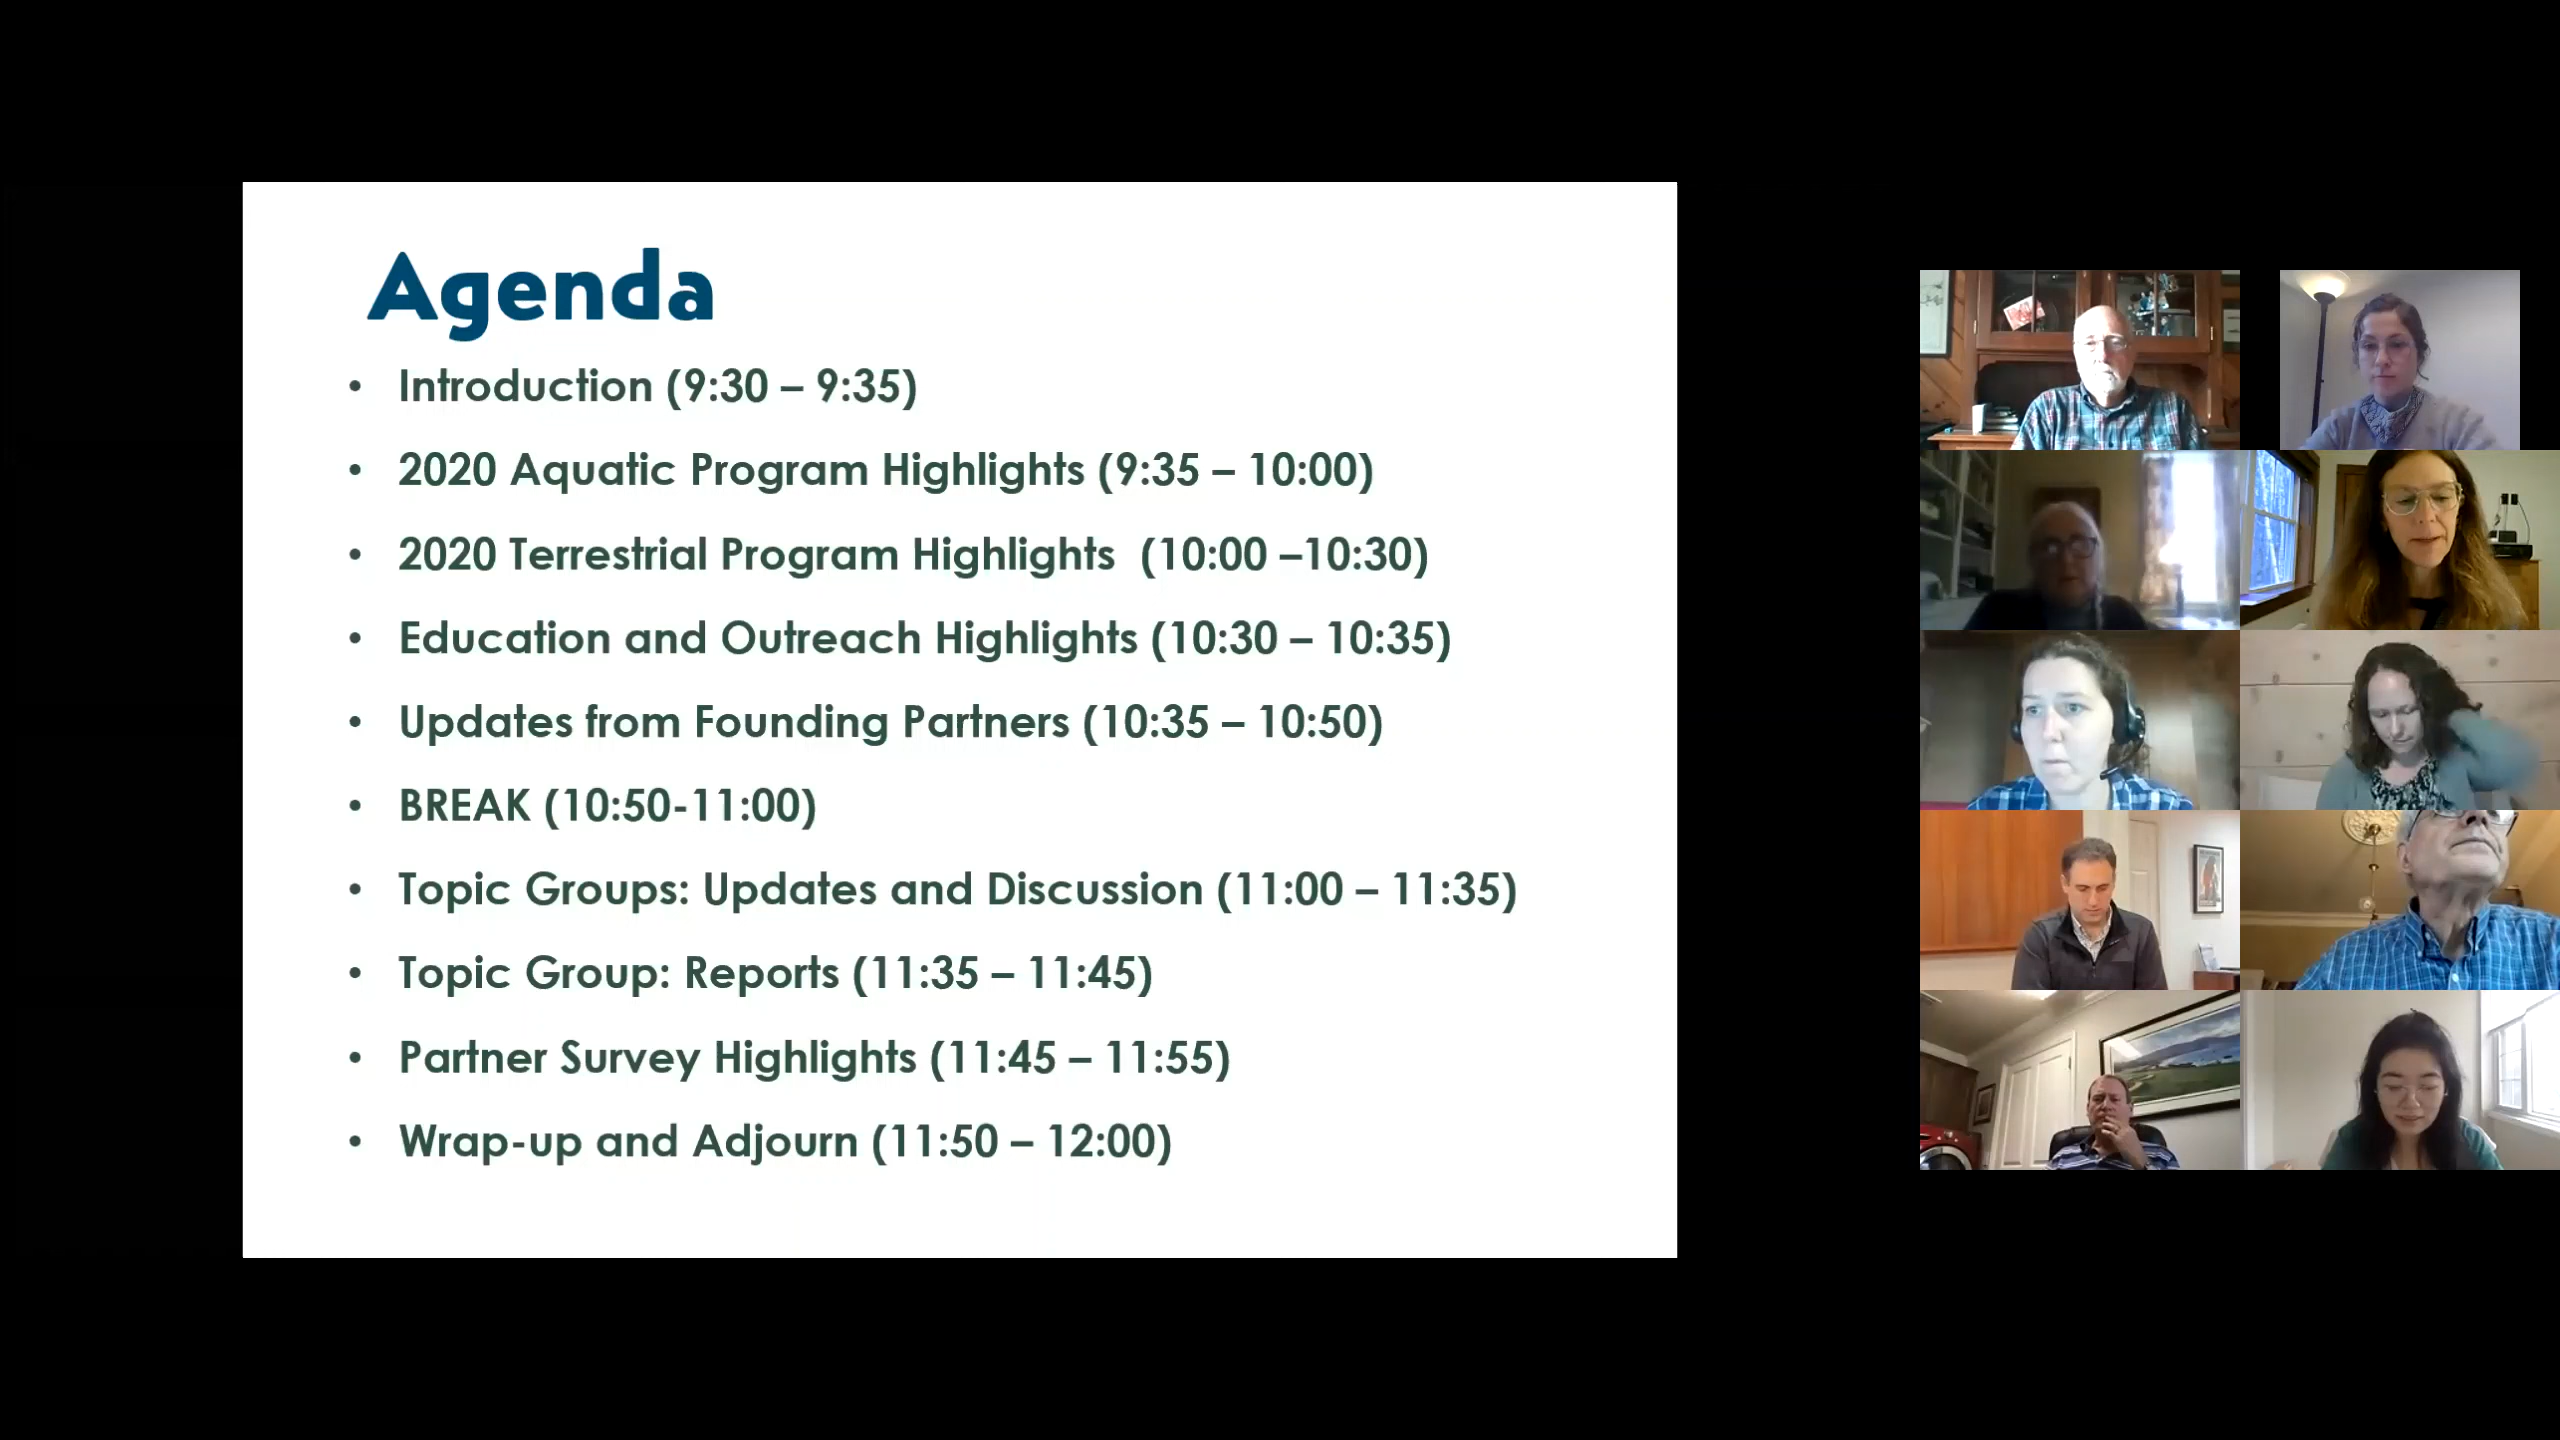 Agenda
• Introduction (9:30 – 9:35)
• 2020 Aquatic Program Highlights (9:35 – 10:00)
• 2020 Terrestrial Program Highlights  (10:00 –10:30)
• Education and Outreach Highlights (10:30 – 10:35)
• Updates from Founding Partners (10:35 – 10:50)
• BREAK (10:50-11:00)
• Topic Groups: Updates and Discussion (11:00 – 11:35)
• Topic Group: Reports (11:35 – 11:45)
• Partner Survey Highlights (11:45 – 11:55)
• Wrap-up and Adjourn (11:50 – 12:00)